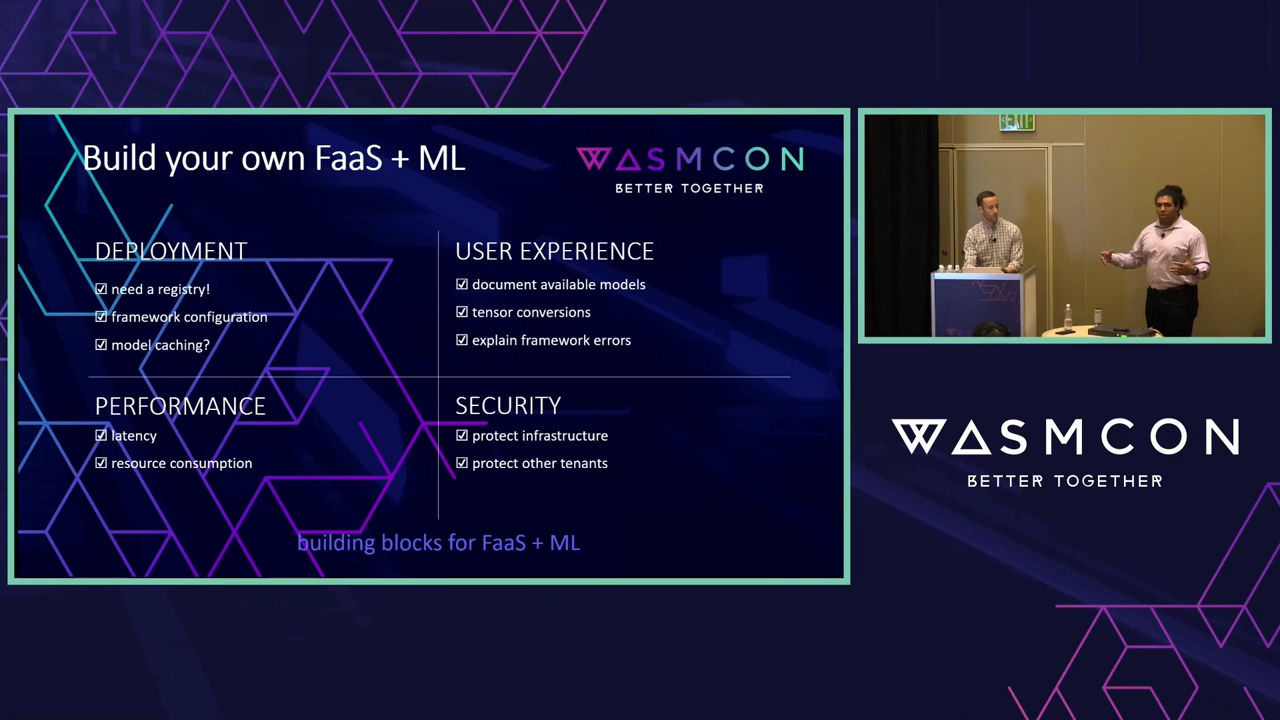 Build your own FaaS + ML
WASMCON
BETTER TOGETHER
DEPLOYMENT
☑ need a registry!
☑ framework configuration
☑ model caching?
USER EXPERIENCE
☑ document available models
☑ tensor conversions
☑ explain framework errors
PERFORMANCE
☑ latency
☑ resource consumption
SECURITY
☑ protect infrastructure
☑ protect other tenants
building blocks for FaaS + ML
EXIT
WASMCON
BETTER TOGETHER